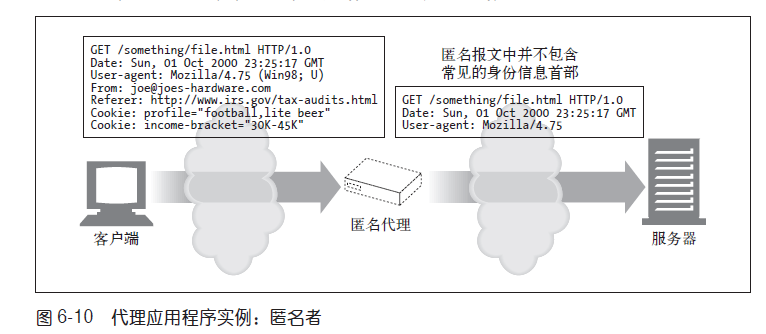 GET /something/file.html HTTP/1.0
Date: Sun, 01 Oct 2000 23:25:17 GMT
User-agent: Mozilla/4.75 (Win98; U)
From: joe@joes-hardware.com
Referer: http://www.irs.gov/tax-audits.html
Cookie: profile="football,lite beer"
Cookie: income-bracket="30K-45K"
匿名报文中并不包含
常见的身份信息首部
GET /something/file.html HTTP/1.0
Date: Sun, 01 Oct 2000 23:25:17 GMT
User-agent: Mozilla/4.75
客户端
匿名代理
服务器
图 6-10 代理应用程序实例：匿名者